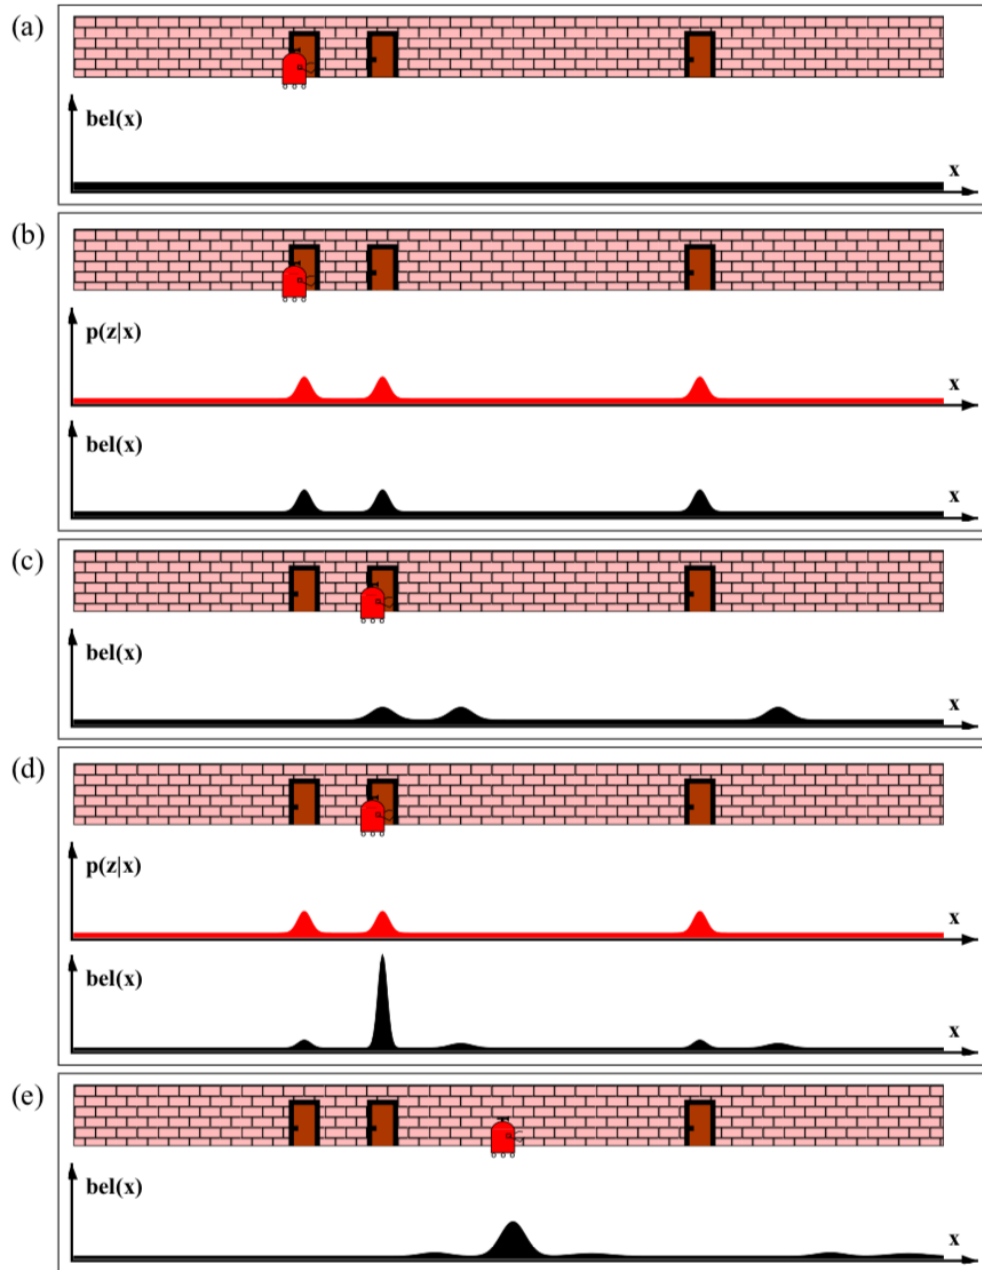 (a)
bel(x)
x
(b)
p(z|x)
x
bel(x)
x
(c)
bel(x)
x
(d)
p(z|x)
x
bel(x)
x
(e)
bel(x)
x